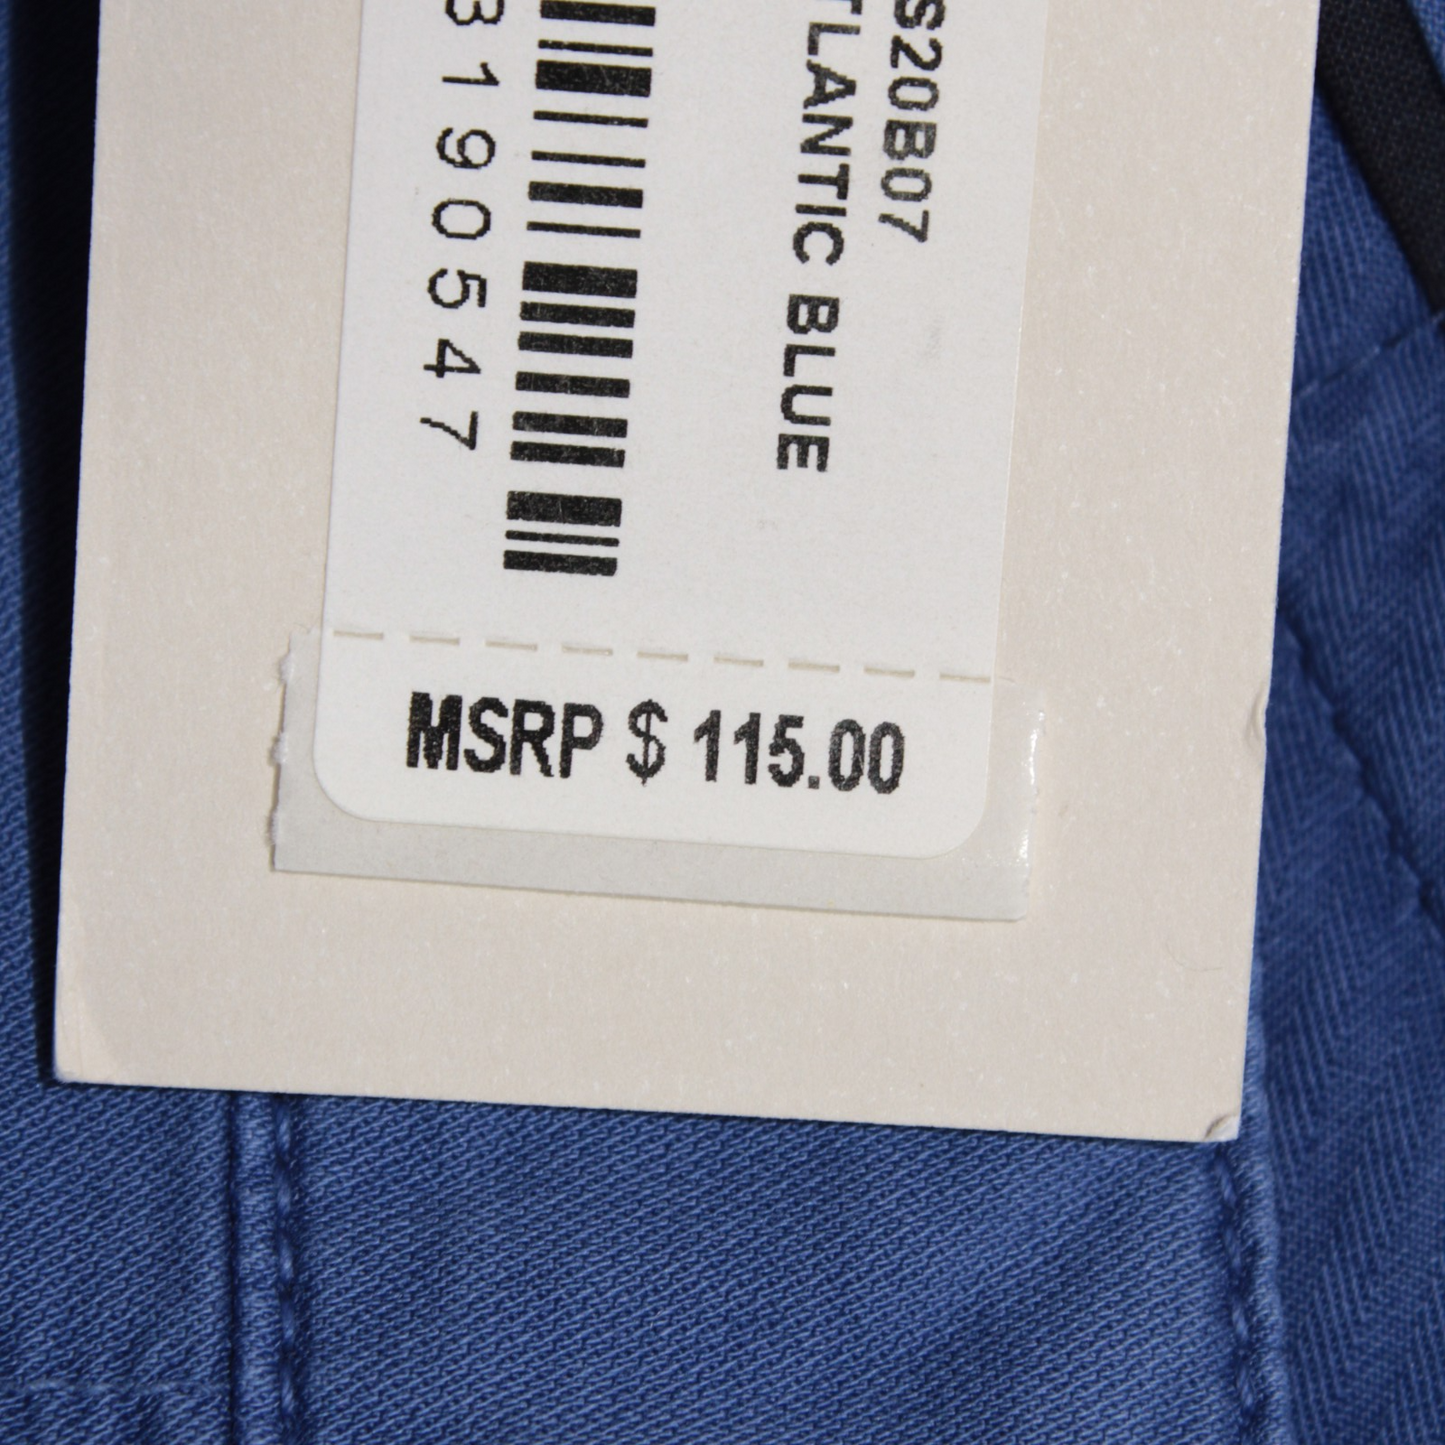 S20B07
TLANTIC BLUE
3190547
MSRP $ 115.00